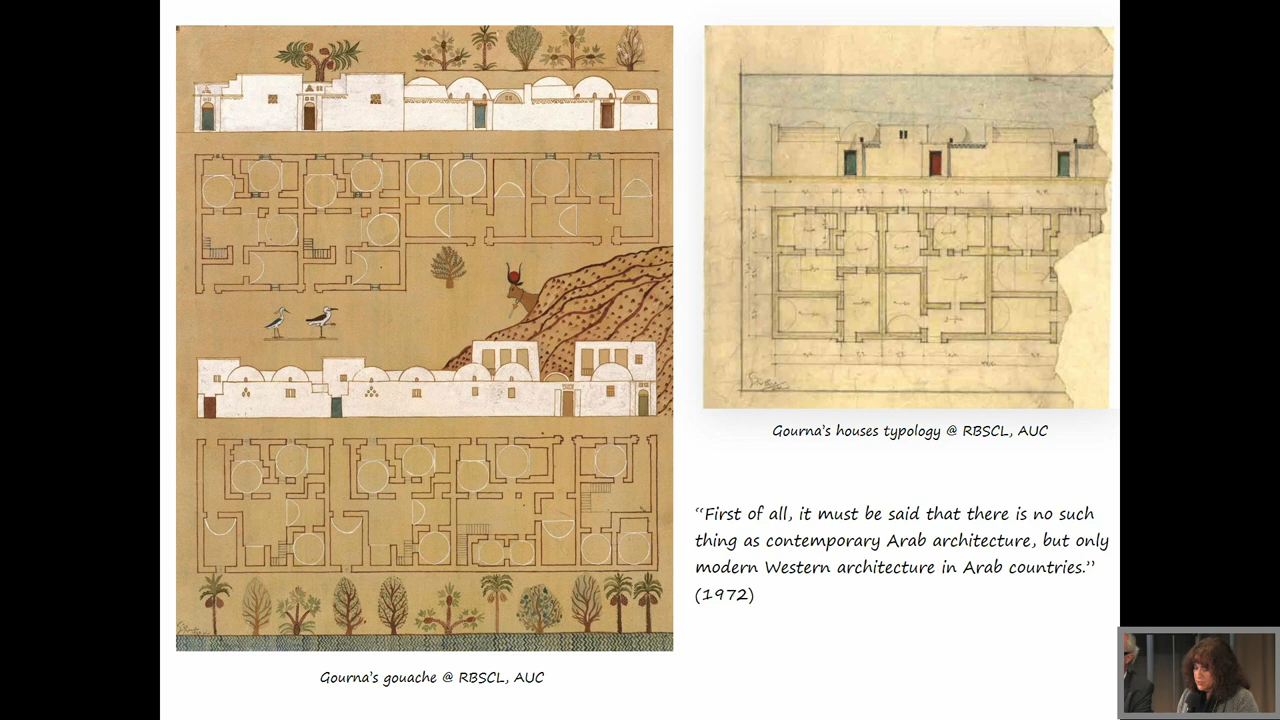 Gourna's gouache @ RBSCL, AUC
Gourna's houses typology @ RBSCL, AUC
“First of all, it must be said that there is no such
thing as contemporary Arab architecture, but only
modern Western architecture in Arab countries.”
(1972)